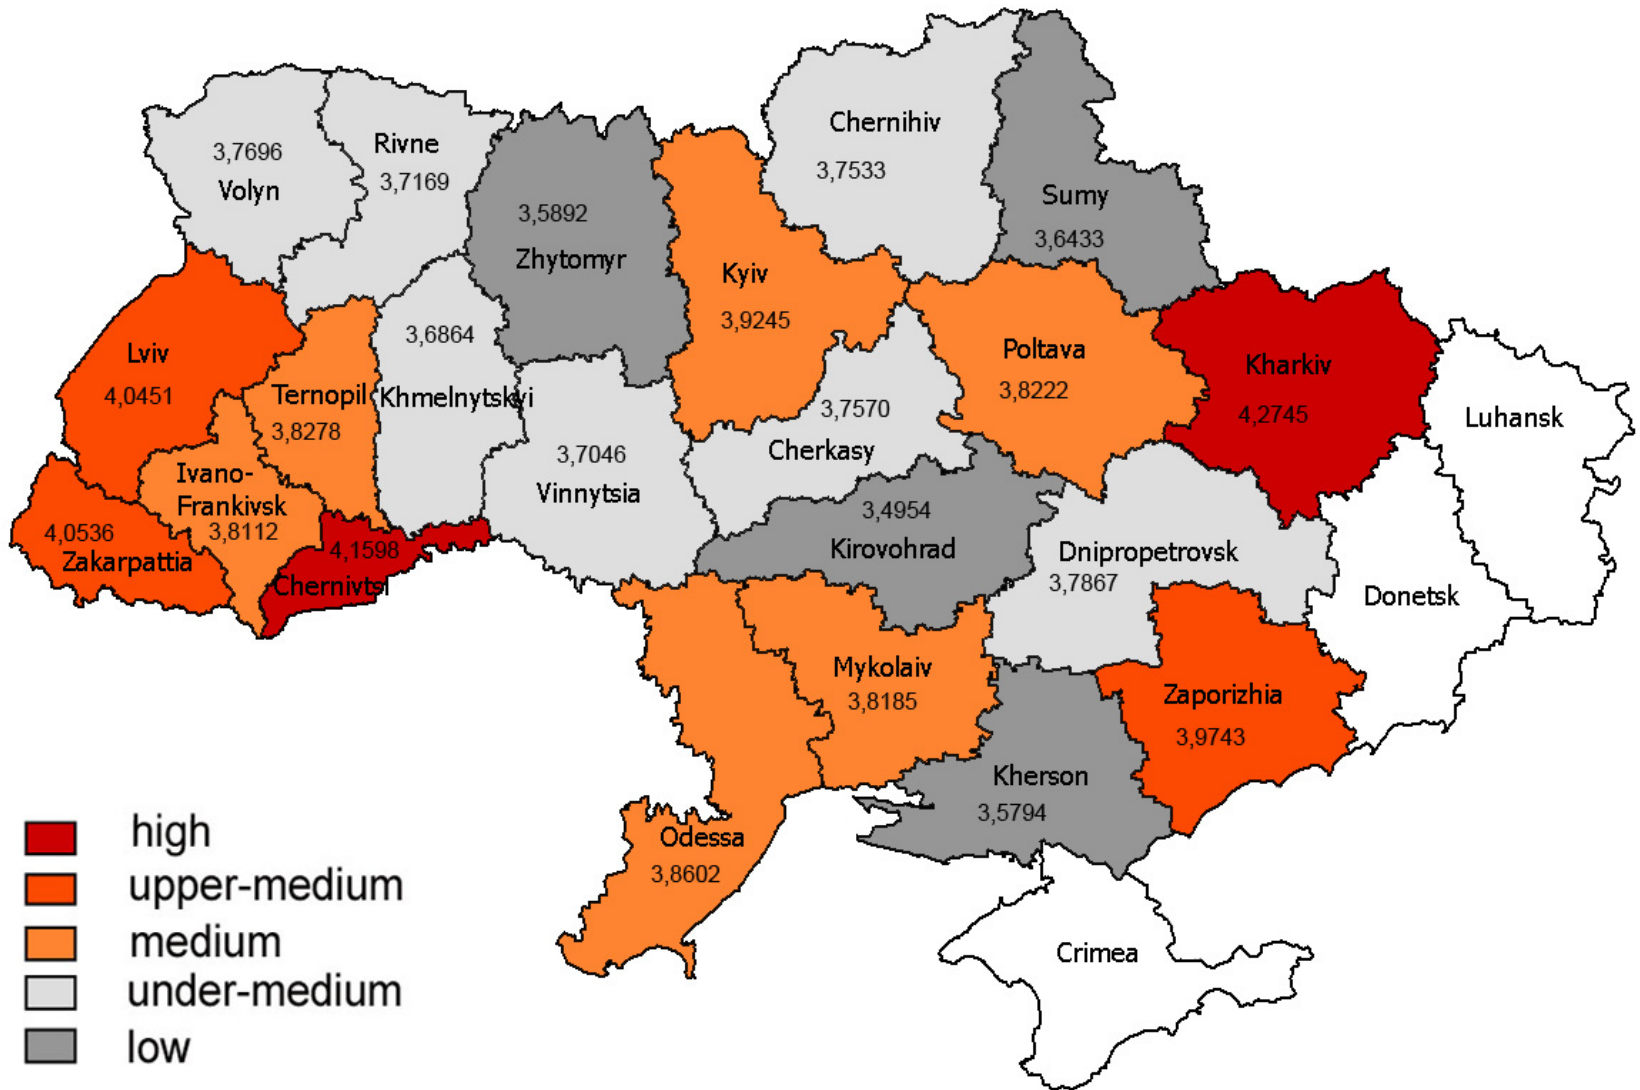 Chernihiv
3,7533
Rivne
3,7169
3,7696
Volyn
Sumy
3,6433
3,5892
Zhytomyr
Kyiv
3,9245
3,6864
Khmelnytskyi
Lviv
4,0451
Ternopil
3,8278
Poltava
3,8222
Kharkiv
4,2745
Luhansk
3,7570
Cherkasy
3,7046
Vinnytsia
Ivano-
Frankivsk
3,8112
4,0536
Zakarpattia
4,1598
Chernivtsi
3,4954
Kirovohrad
Dnipropetrovsk
3,7867
Donetsk
Mykolaiv
3,8185
Zaporizhia
3,9743
Kherson
3,5794
Odessa
3,8602
Crimea
high
upper-medium
medium
under-medium
low